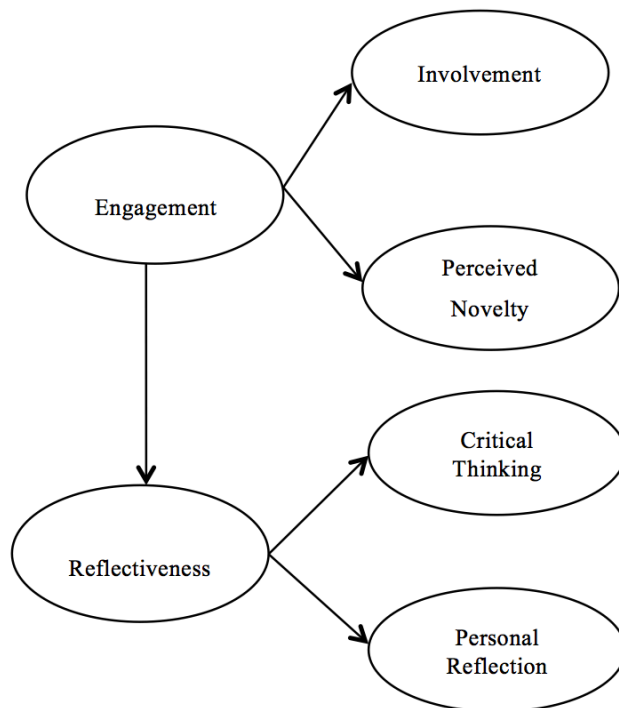 Involvement
Engagement
Perceived
Novelty
Critical
Thinking
Reflectiveness
Personal
Reflection